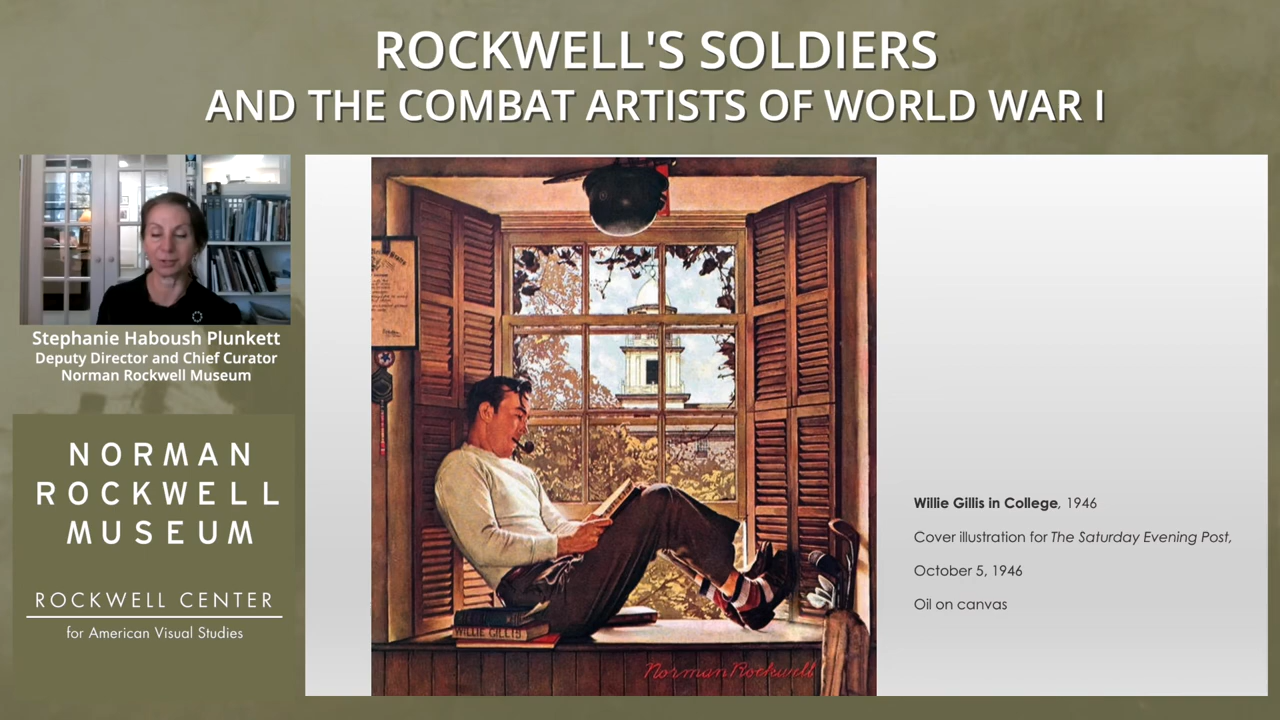 ROCKWELL'S SOLDIERS
AND THE COMBAT ARTISTS OF WORLD WAR I
Stephanie Haboush Plunkett
Deputy Director and Chief Curator
Norman Rockwell Museum
NORMAN
ROCKWELL
MUSEUM
ROCKWELL CENTER
for American Visual Studies
WILLIE GILLIS
Norman Rockwell
Willie Gillis in College, 1946
Cover illustration for The Saturday Evening Post,
October 5, 1946
Oil on canvas